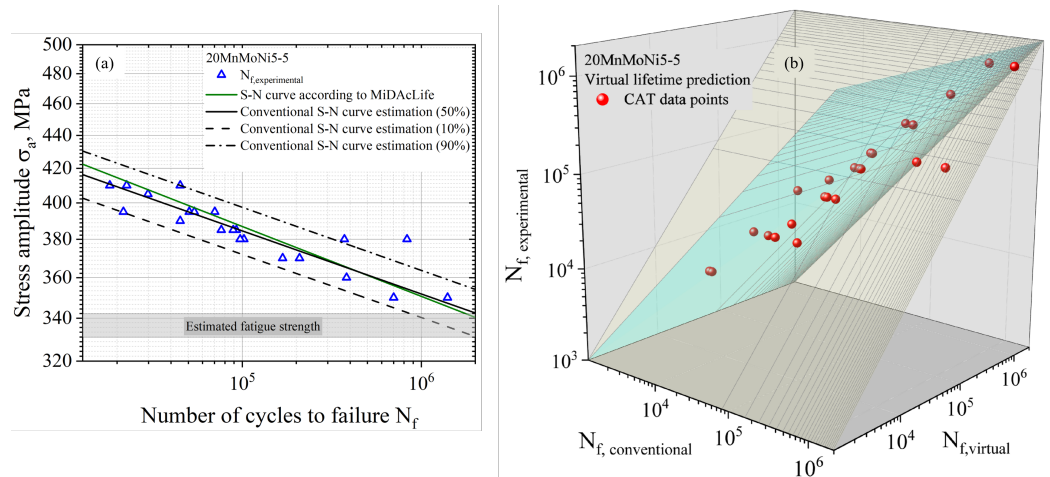 500
480
460
440
420
400
380
360
340
320
Stress amplitude σa, MPa
(a)
20MnMoNi5-5
Nf,experimental
S-N curve according to MiDAcLife
Conventional S-N curve estimation (50%)
Conventional S-N curve estimation (10%)
Conventional S-N curve estimation (90%)
Estimated fatigue strength
10^5
10^6
Number of cycles to failure Nf
20MnMoNi5-5
(b)
Virtual lifetime prediction
CAT data points
10^6
10^5
10^4
10^3
Nf, experimental
10^4
10^5
10^6
Nf, conventional
10^4
10^5
10^6
Nf,virtual